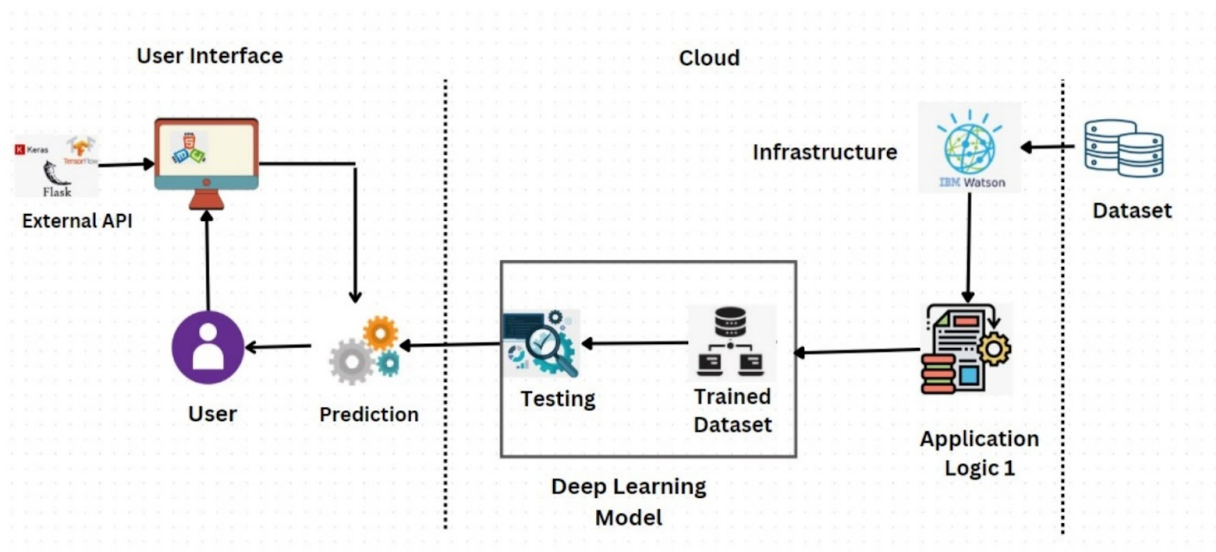 User Interface
Cloud
Keras
TensorFlow
Flask
External API
Infrastructure
IBM Watson
Dataset
User
Prediction
Testing
Trained
Dataset
Application
Logic 1
Deep Learning
Model